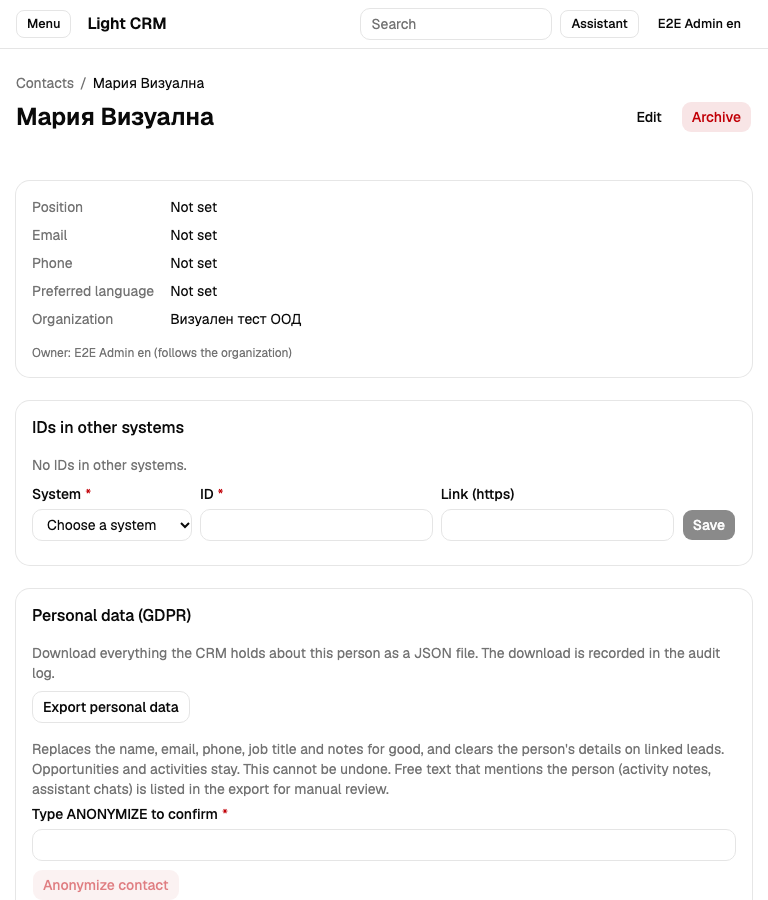 Menu
Light CRM
Search
Assistant
E2E Admin en
Contacts / Мария Визуална
Мария Визуална
Edit
Archive
Position Not set
Email Not set
Phone Not set
Preferred language Not set
Organization Визуален тест ООД
Owner: E2E Admin en (follows the organization)
IDs in other systems
No IDs in other systems.
System * ID * Link (https)
Choose a system
Save
Personal data (GDPR)
Download everything the CRM holds about this person as a JSON file. The download is recorded in the audit
log.
Export personal data
Replaces the name, email, phone, job title and notes for good, and clears the person's details on linked leads.
Opportunities and activities stay. This cannot be undone. Free text that mentions the person (activity notes,
assistant chats) is listed in the export for manual review.
Type ANONYMIZE to confirm *
Anonymize contact